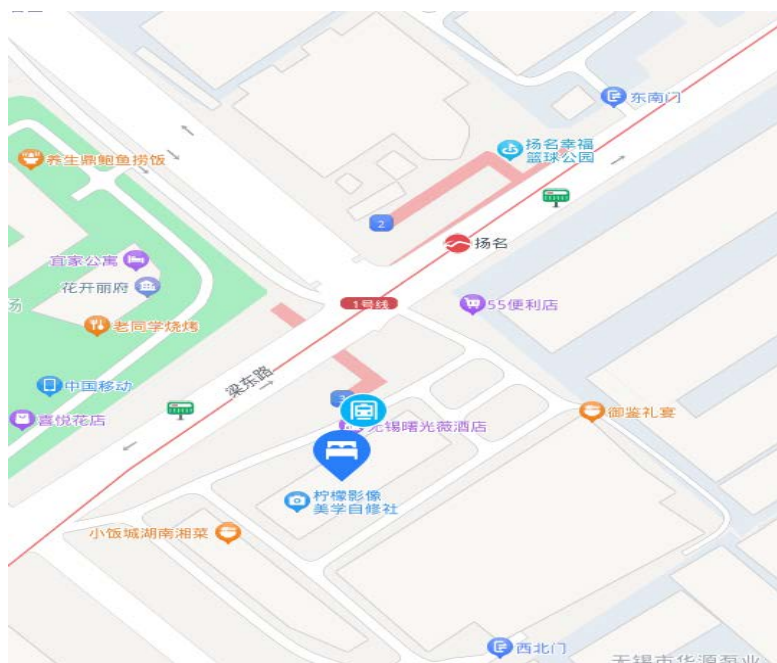 东南门
扬名幸福
篮球公园
养生鼎鲍鱼捞饭
2
扬名
宜家公寓
花开丽府
场
1号线
55便利店
老同学烧烤
梁东路
中国移动
3
喜悦花店
御鉴礼宴
无锡曙光薇酒店
柠檬影像
美学自修社
小饭城湖南湘菜
西北门
无锡市华源泵业